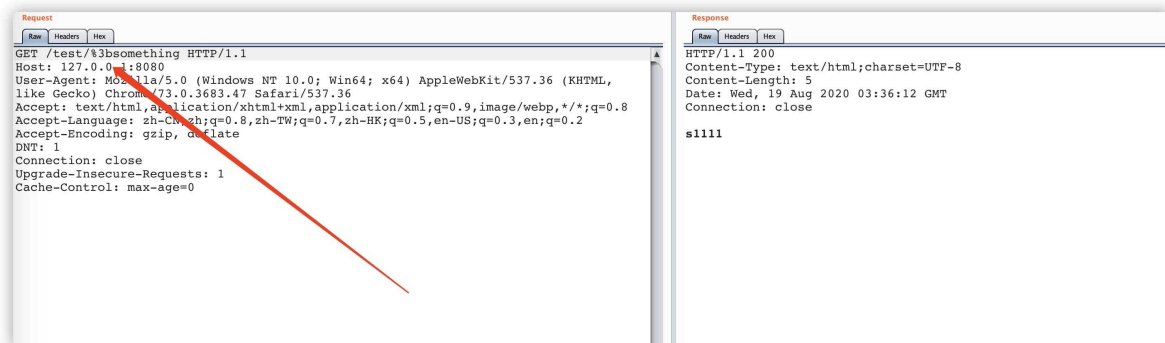 Request
Raw Headers Hex
GET /test/%3bsomething HTTP/1.1
Host: 127.0.0.1:8080
User-Agent: Mozilla/5.0 (Windows NT 10.0; Win64; x64) AppleWebKit/537.36 (KHTML,
like Gecko) Chrome/73.0.3683.47 Safari/537.36
Accept: text/html,application/xhtml+xml,application/xml;q=0.9,image/webp,*/*;q=0.8
Accept-Language: zh-CN,zh;q=0.8,zh-TW;q=0.7,zh-HK;q=0.5,en-US;q=0.3,en;q=0.2
Accept-Encoding: gzip, deflate
DNT: 1
Connection: close
Upgrade-Insecure-Requests: 1
Cache-Control: max-age=0
Response
Raw Headers Hex
HTTP/1.1 200
Content-Type: text/html;charset=UTF-8
Content-Length: 5
Date: Wed, 19 Aug 2020 03:36:12 GMT
Connection: close
s1111